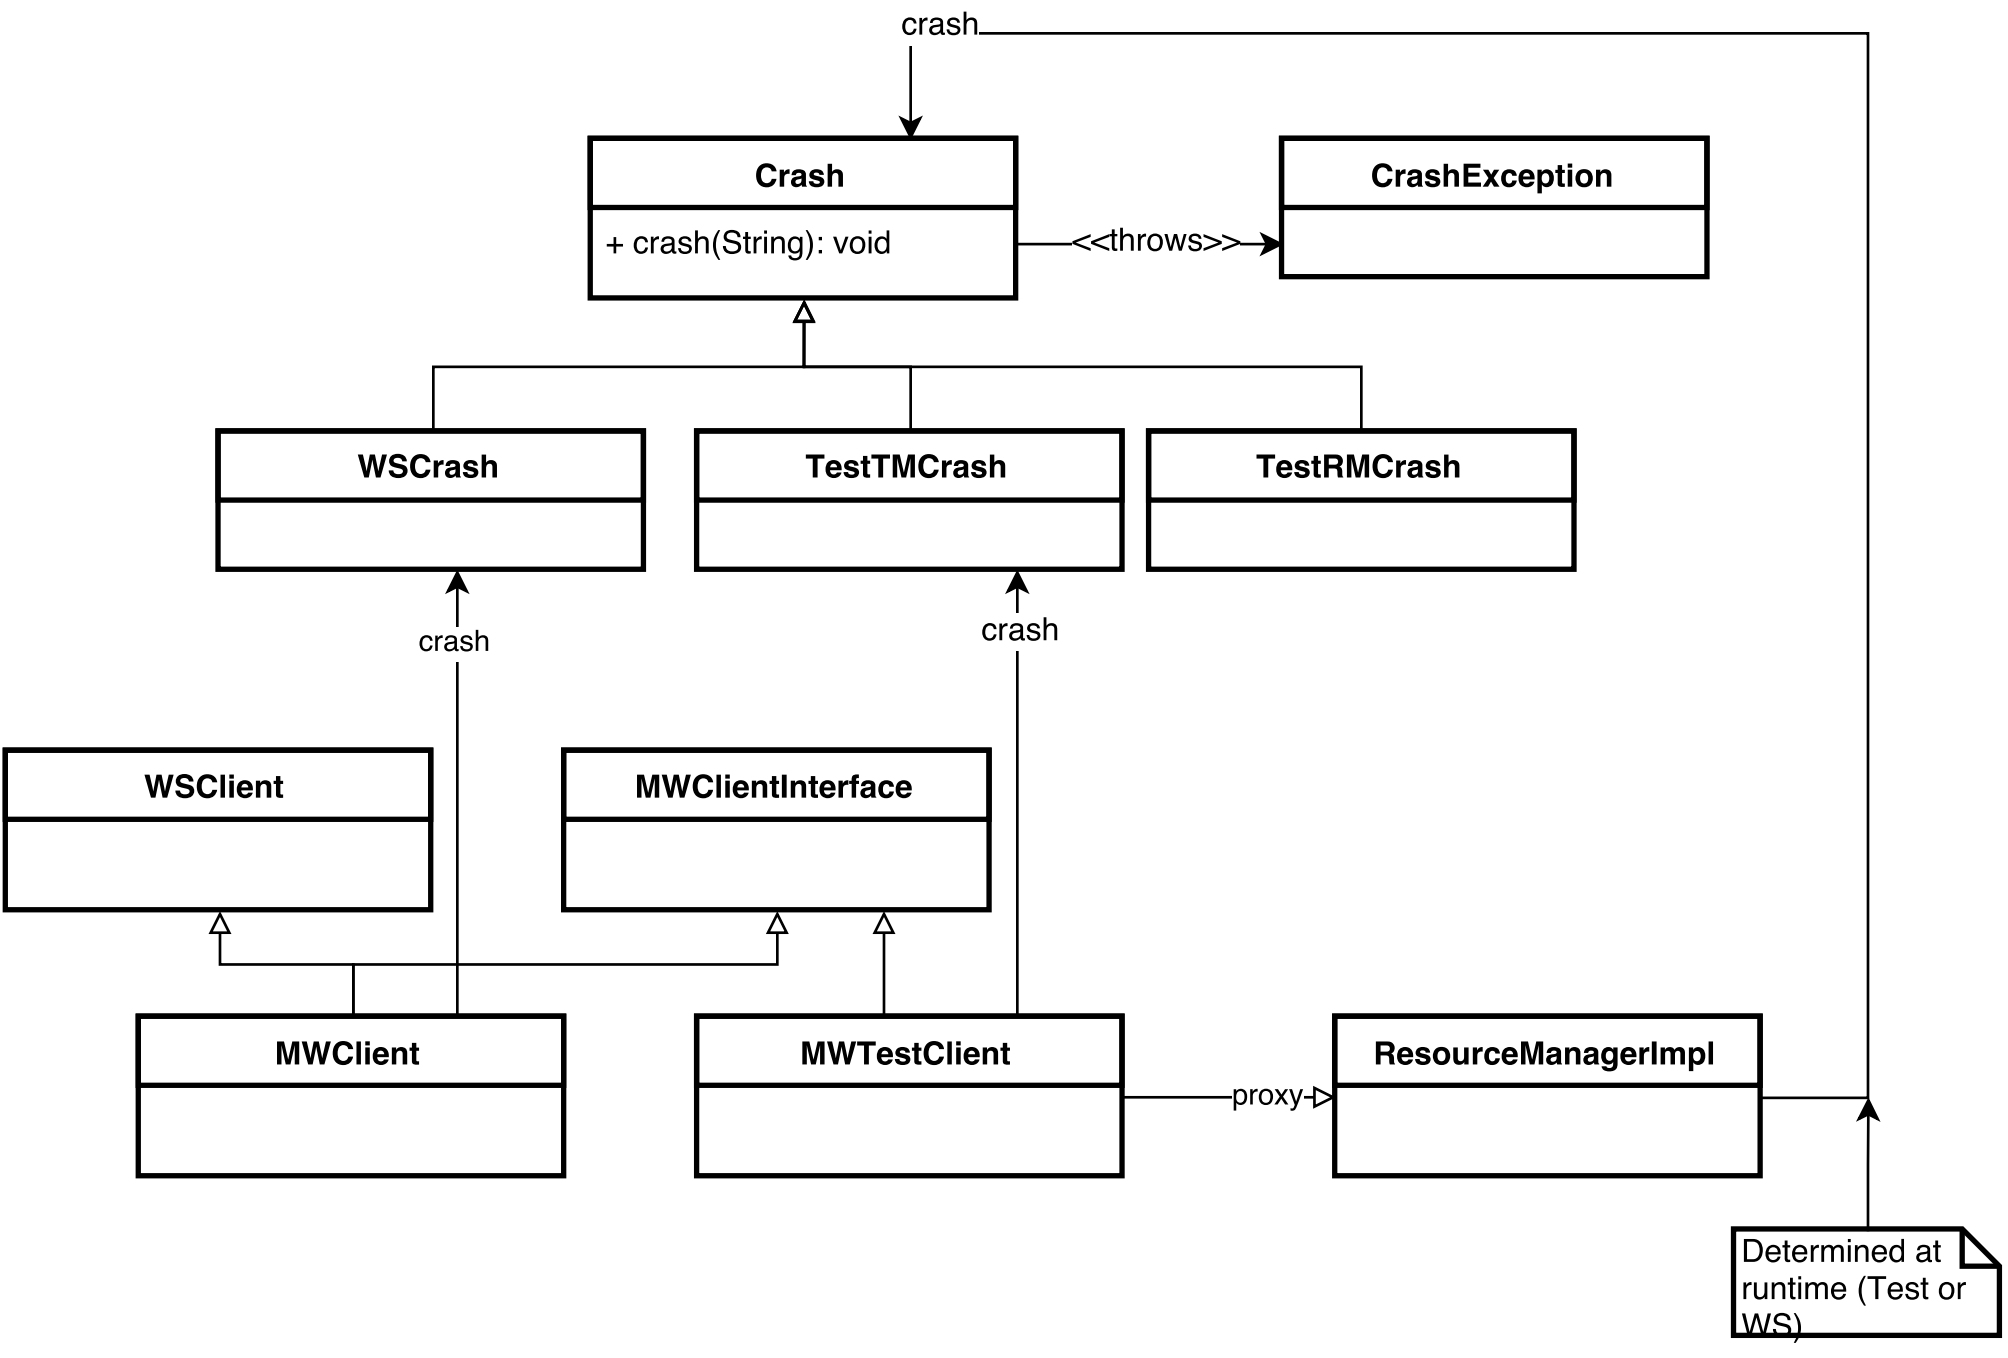 crash
Crash
CrashException
+ crash(String): void
<<throws>>
WSCrash
TestTMCrash
TestRMCrash
crash
crash
WSClient
MWClientInterface
MWClient
MWTestClient
ResourceManagerImpl
proxy
Determined at
runtime (Test or
WS)